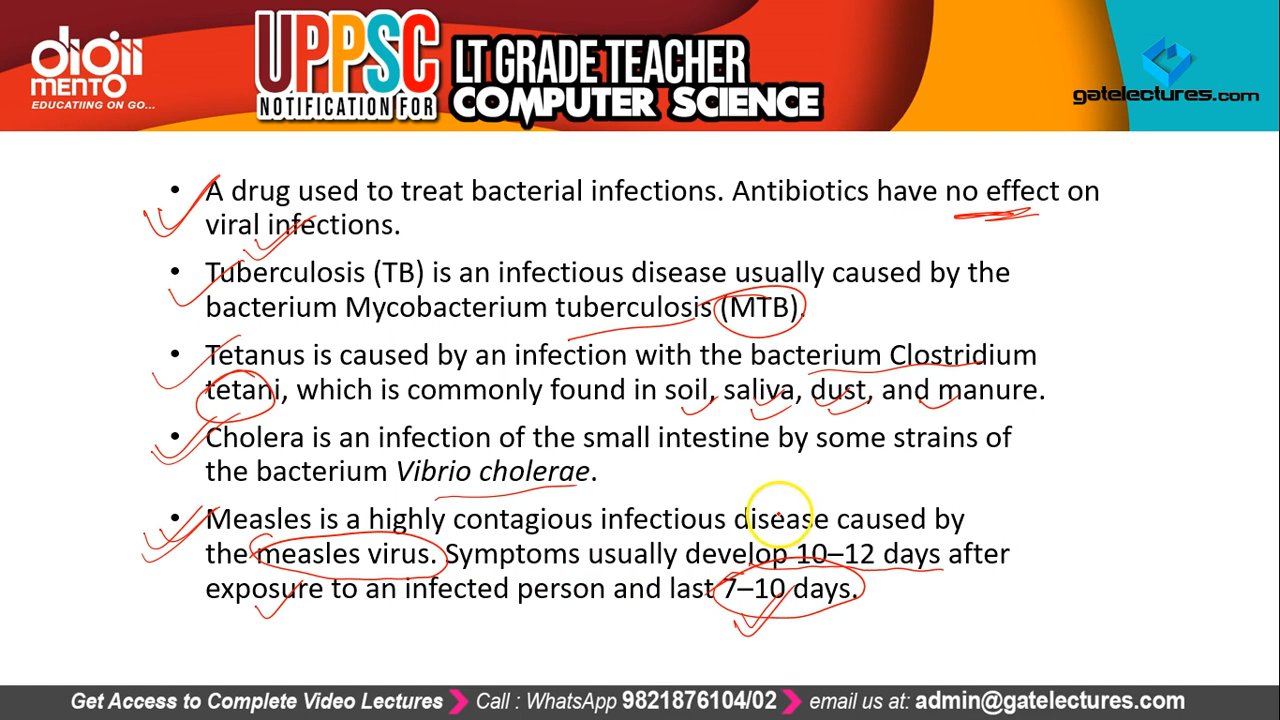 digii
MENTO
EDUCATIING ON GO...
UPPSC
NOTIFICATION FOR
LT GRADE TEACHER
COMPUTER SCIENCE
gatelectures.com
• A drug used to treat bacterial infections. Antibiotics have no effect on
viral infections.
• Tuberculosis (TB) is an infectious disease usually caused by the
bacterium Mycobacterium tuberculosis (MTB).
• Tetanus is caused by an infection with the bacterium Clostridium
tetani, which is commonly found in soil, saliva, dust, and manure.
• Cholera is an infection of the small intestine by some strains of
the bacterium Vibrio cholerae.
• Measles is a highly contagious infectious disease caused by
the measles virus. Symptoms usually develop 10–12 days after
exposure to an infected person and last 7–10 days.
Get Access to Complete Video Lectures Call : WhatsApp 9821876104/02 email us at: admin@gatelectures.com